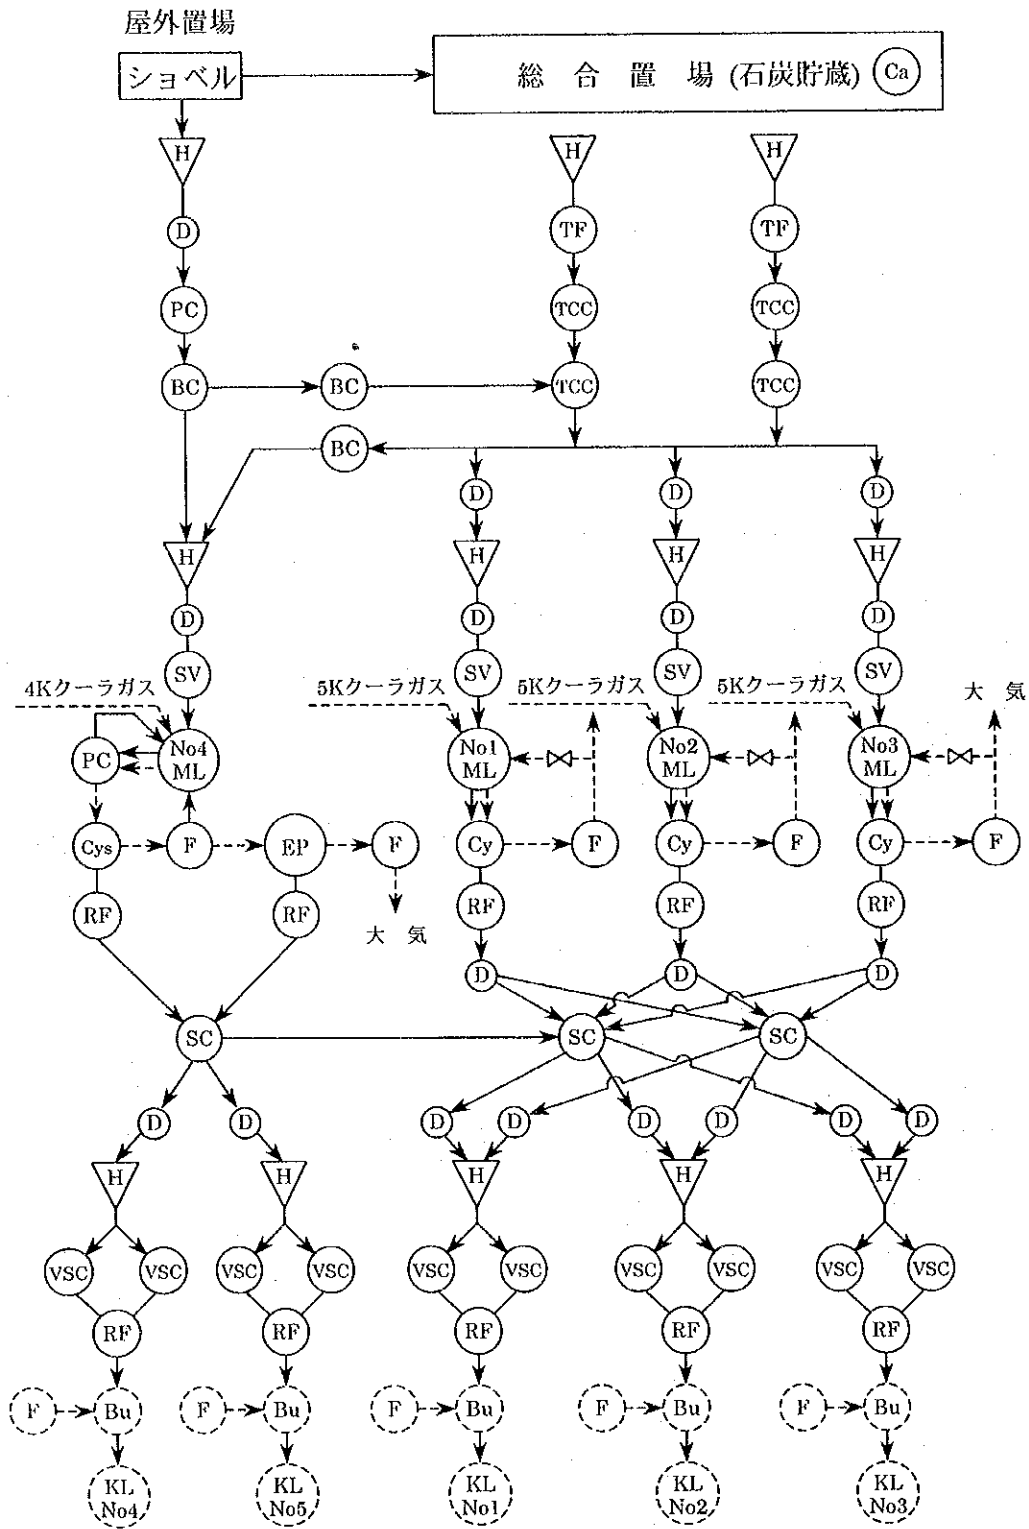 屋外置場
ショベル
総合置場(石炭貯蔵) Ca
H H H
D TF TF
PC TCC TCC
BC BC TCC TCC
BC
D D D
H H H H
D D D D
SV SV SV SV
4Kクーラガス 5Kクーラガス 5Kクーラガス 5Kクーラガス 大気
PC No4 ML No1 ML No2 ML No3 ML
Cys F EP F Cy F Cy F Cy F
RF RF RF RF RF
大気
D D D
SC SC SC
D D D D D D D D
H H H H H
VSC VSC VSC VSC VSC VSC VSC VSC VSC VSC
RF RF RF RF RF
F Bu F Bu F Bu F Bu F Bu
KL KL KL KL KL
No4 No5 No1 No2 No3